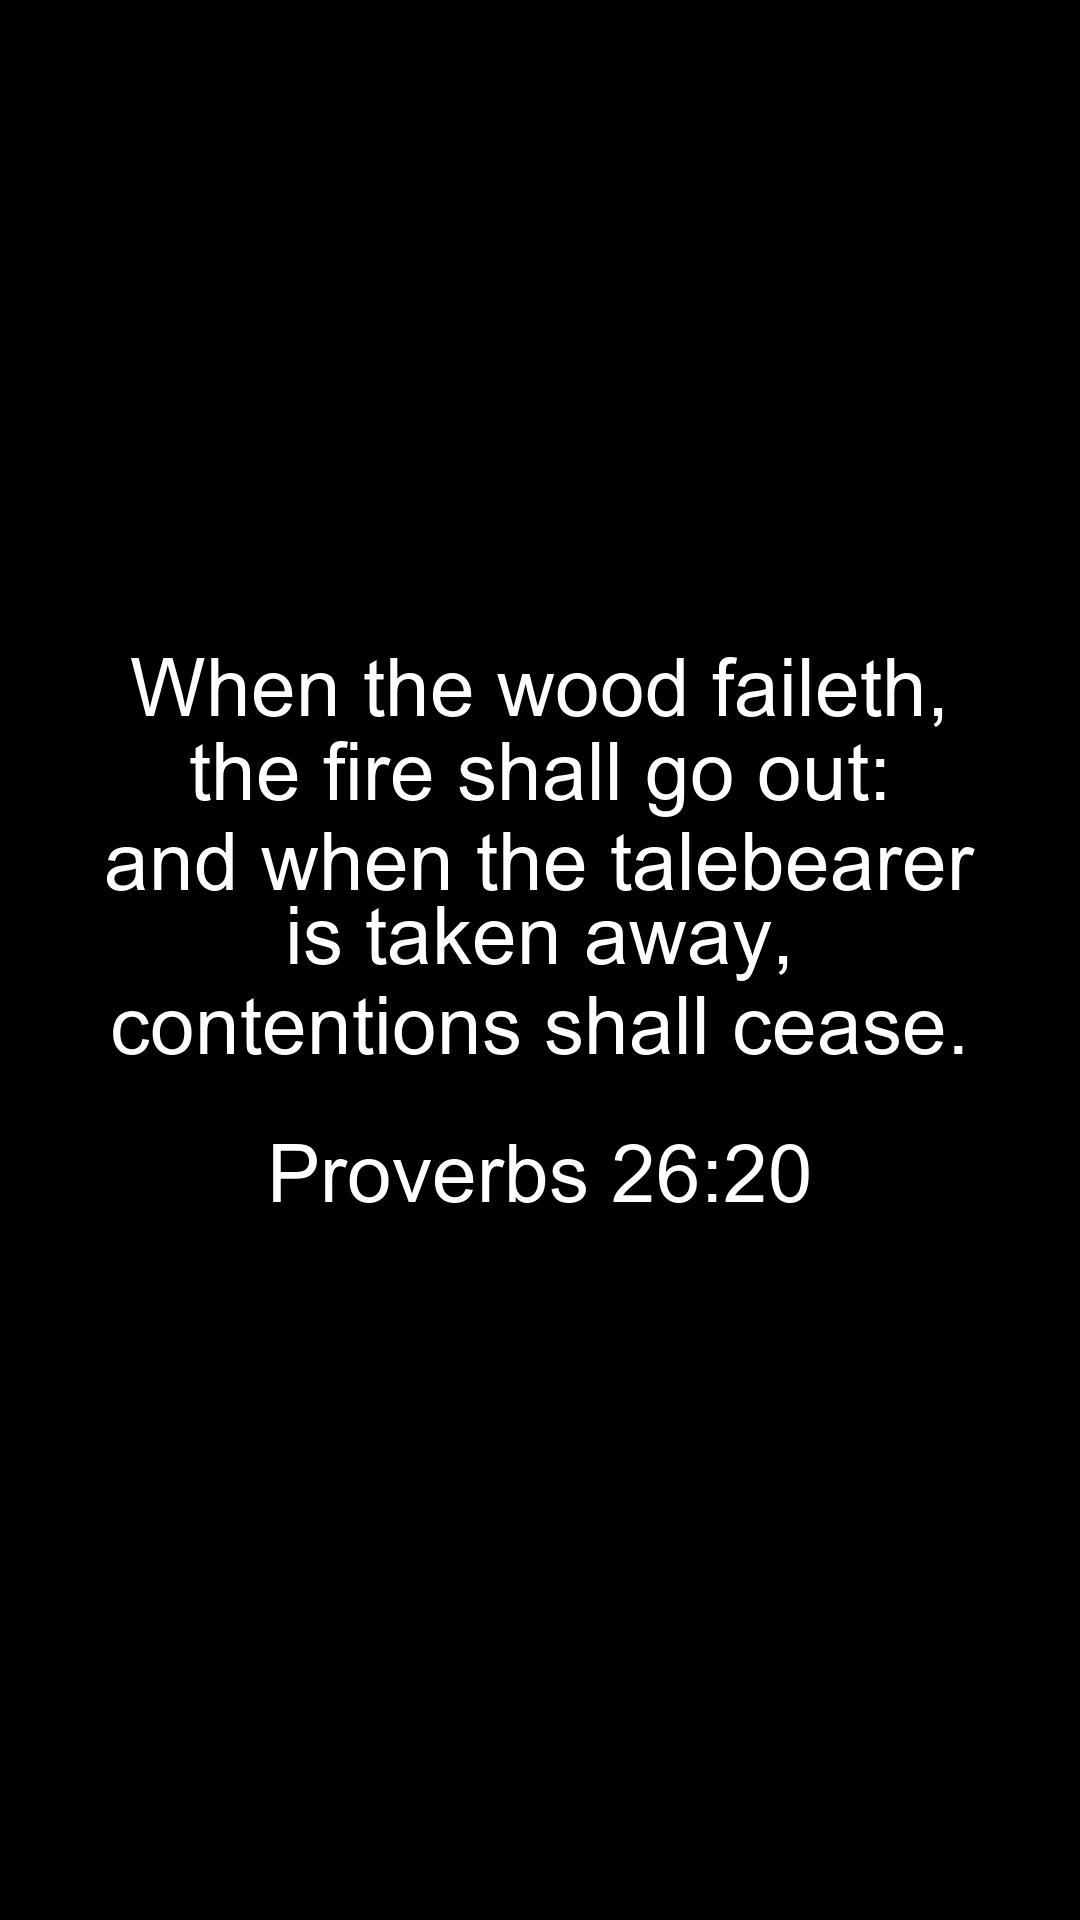 When the wood faileth,
the fire shall go out:
and when the talebearer
is taken away,
contentions shall cease.
Proverbs 26:20